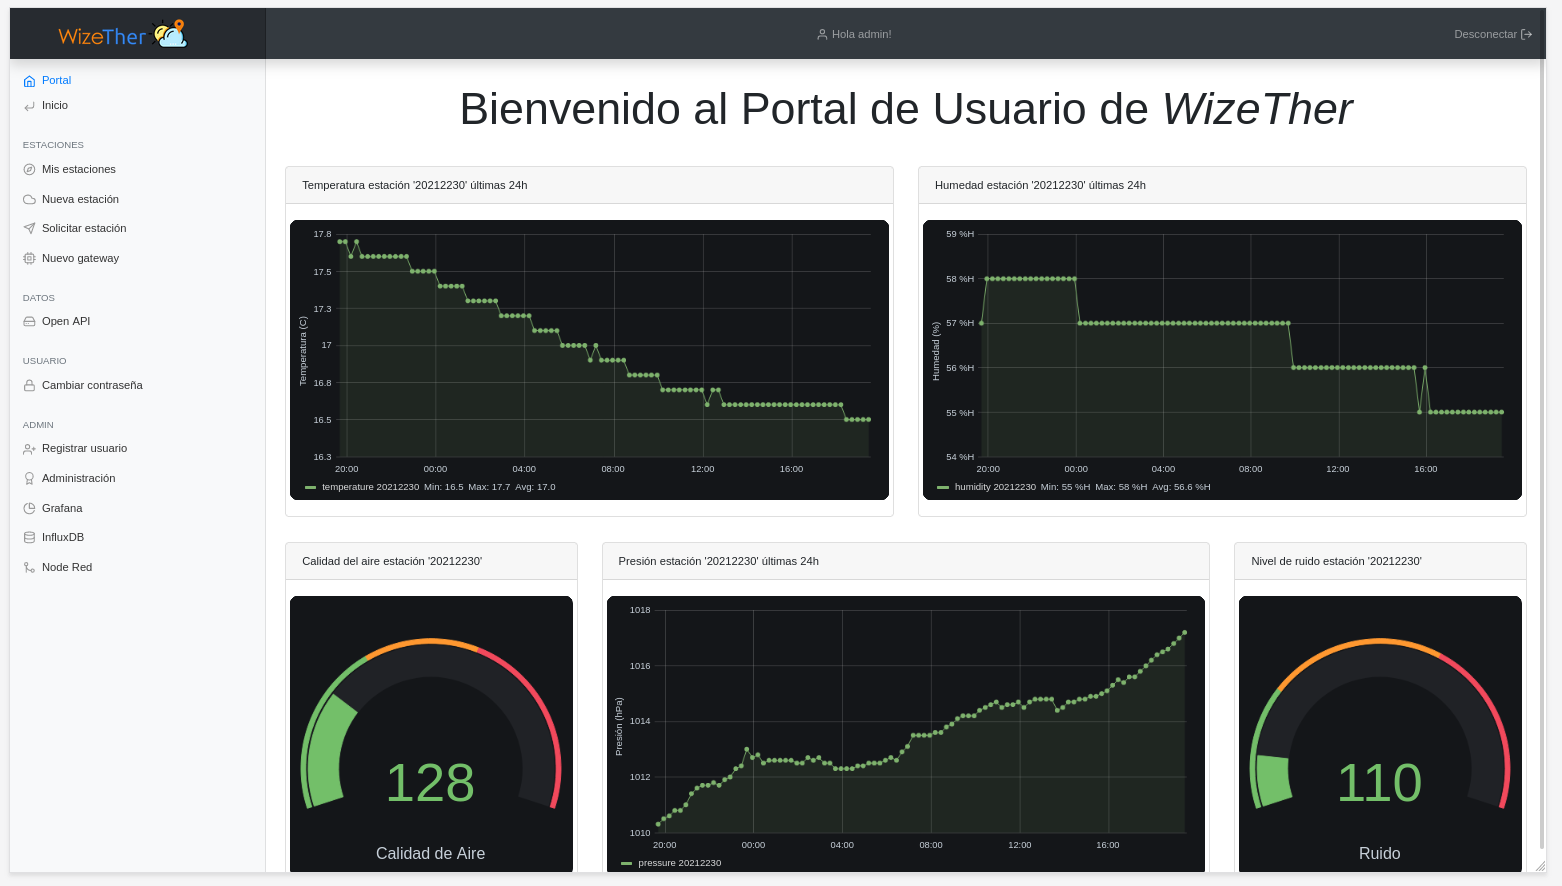 WizeTher
Hola admin!
Desconectar
Portal
Inicio
ESTACIONES
Mis estaciones
Nueva estación
Solicitar estación
Nuevo gateway
DATOS
Open API
USUARIO
Cambiar contraseña
ADMIN
Registrar usuario
Administración
Grafana
InfluxDB
Node Red
Bienvenido al Portal de Usuario de WizeTher
Temperatura estación '20212230' últimas 24h
Temperatura (C)
17.8
17.5
17.3
17
16.8
16.5
16.3
20:00 00:00 04:00 08:00 12:00 16:00
temperature 20212230 Min: 16.5 Max: 17.7 Avg: 17.0
Humedad estación '20212230' últimas 24h
Humedad (%)
59 %H
58 %H
57 %H
56 %H
55 %H
54 %H
20:00 00:00 04:00 08:00 12:00 16:00
humidity 20212230 Min: 55 %H Max: 58 %H Avg: 56.6 %H
Calidad del aire estación '20212230'
128
Calidad de Aire
Presión estación '20212230' últimas 24h
Presión (hPa)
1018
1016
1014
1012
1010
20:00 00:00 04:00 08:00 12:00 16:00
pressure 20212230
Nivel de ruido estación '20212230'
110
Ruido